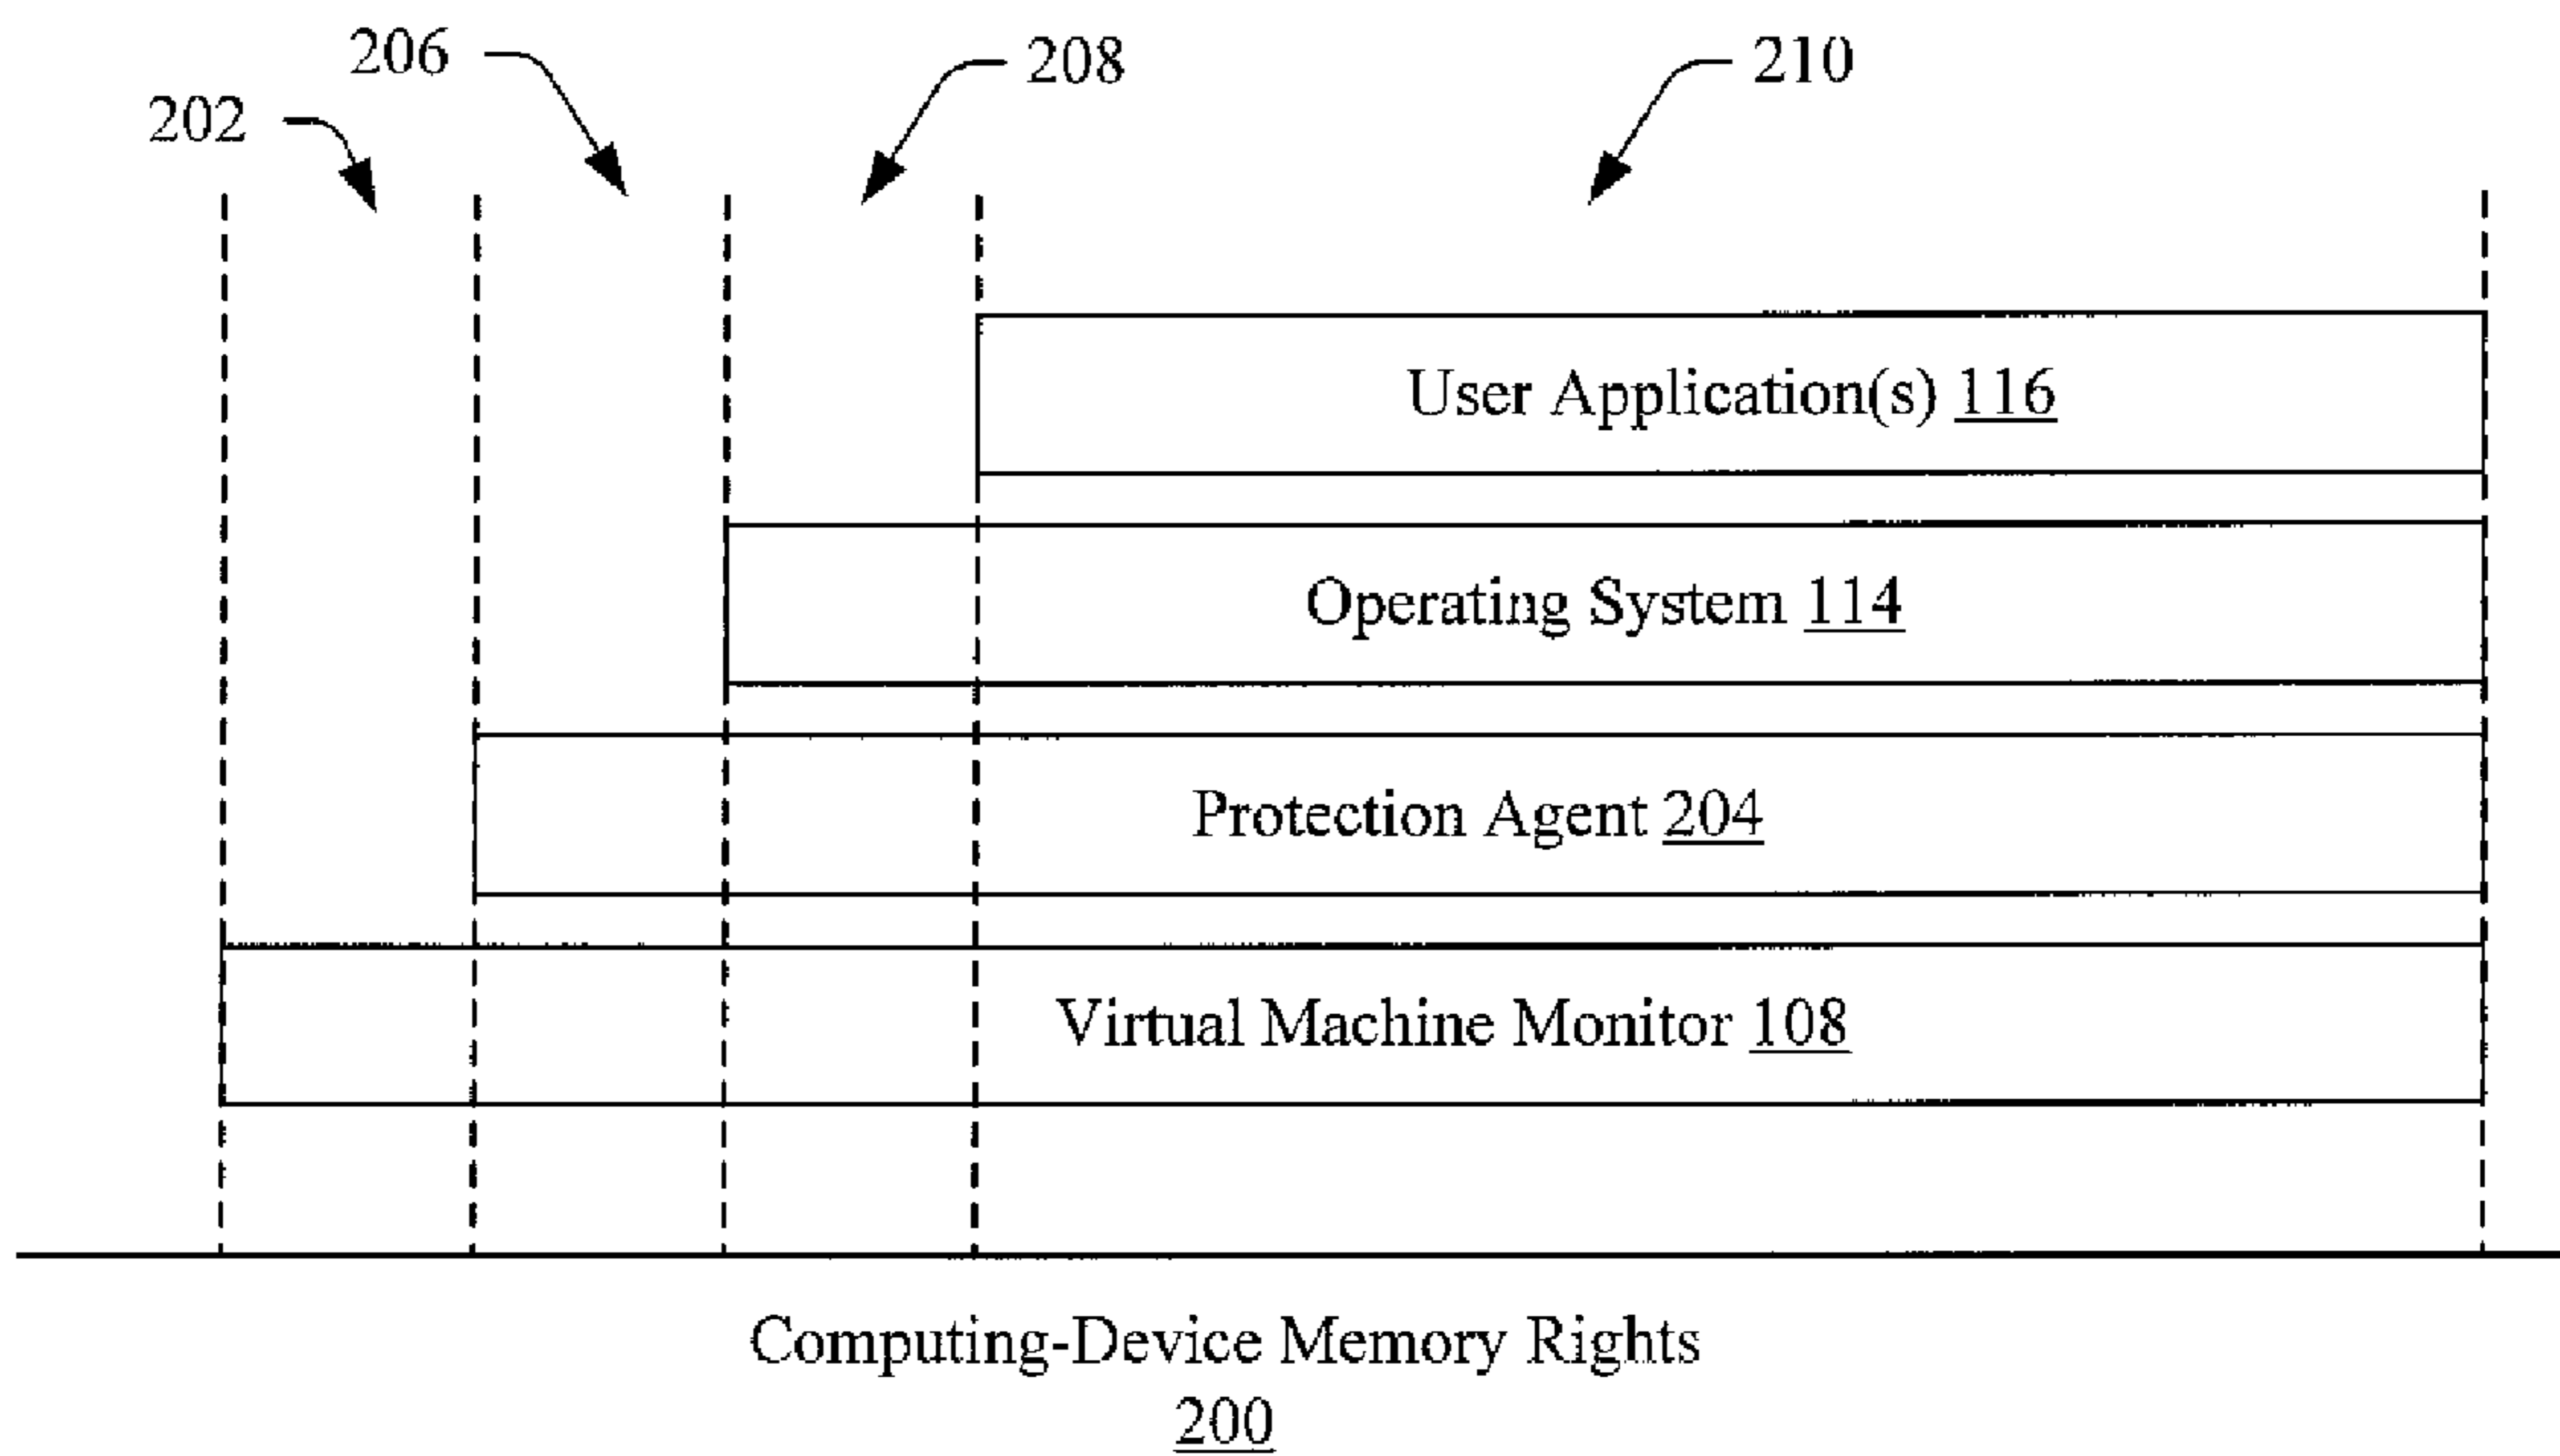 206
208
210
202
User Application(s) 116
Operating System 114
Protection Agent 204
Virtual Machine Monitor 108
Computing-Device Memory Rights
200